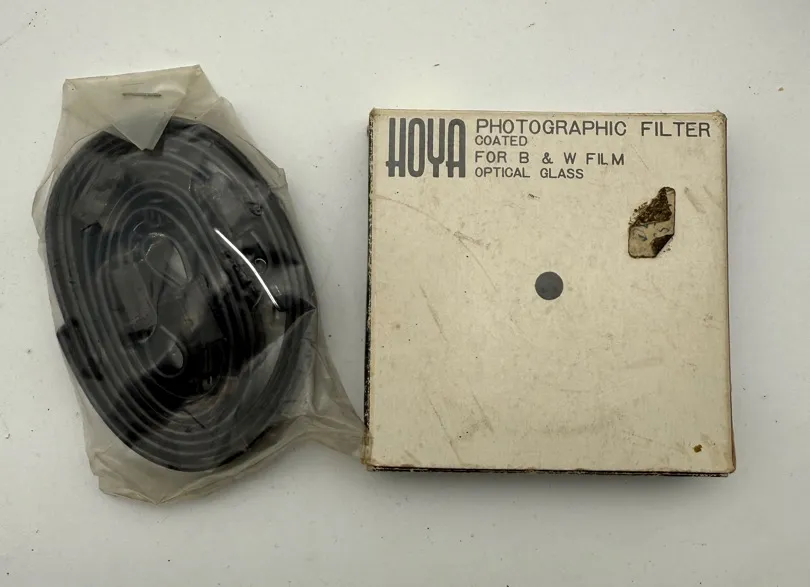 HOYA
PHOTOGRAPHIC FILTER
COATED
FOR B & W FILM
OPTICAL GLASS